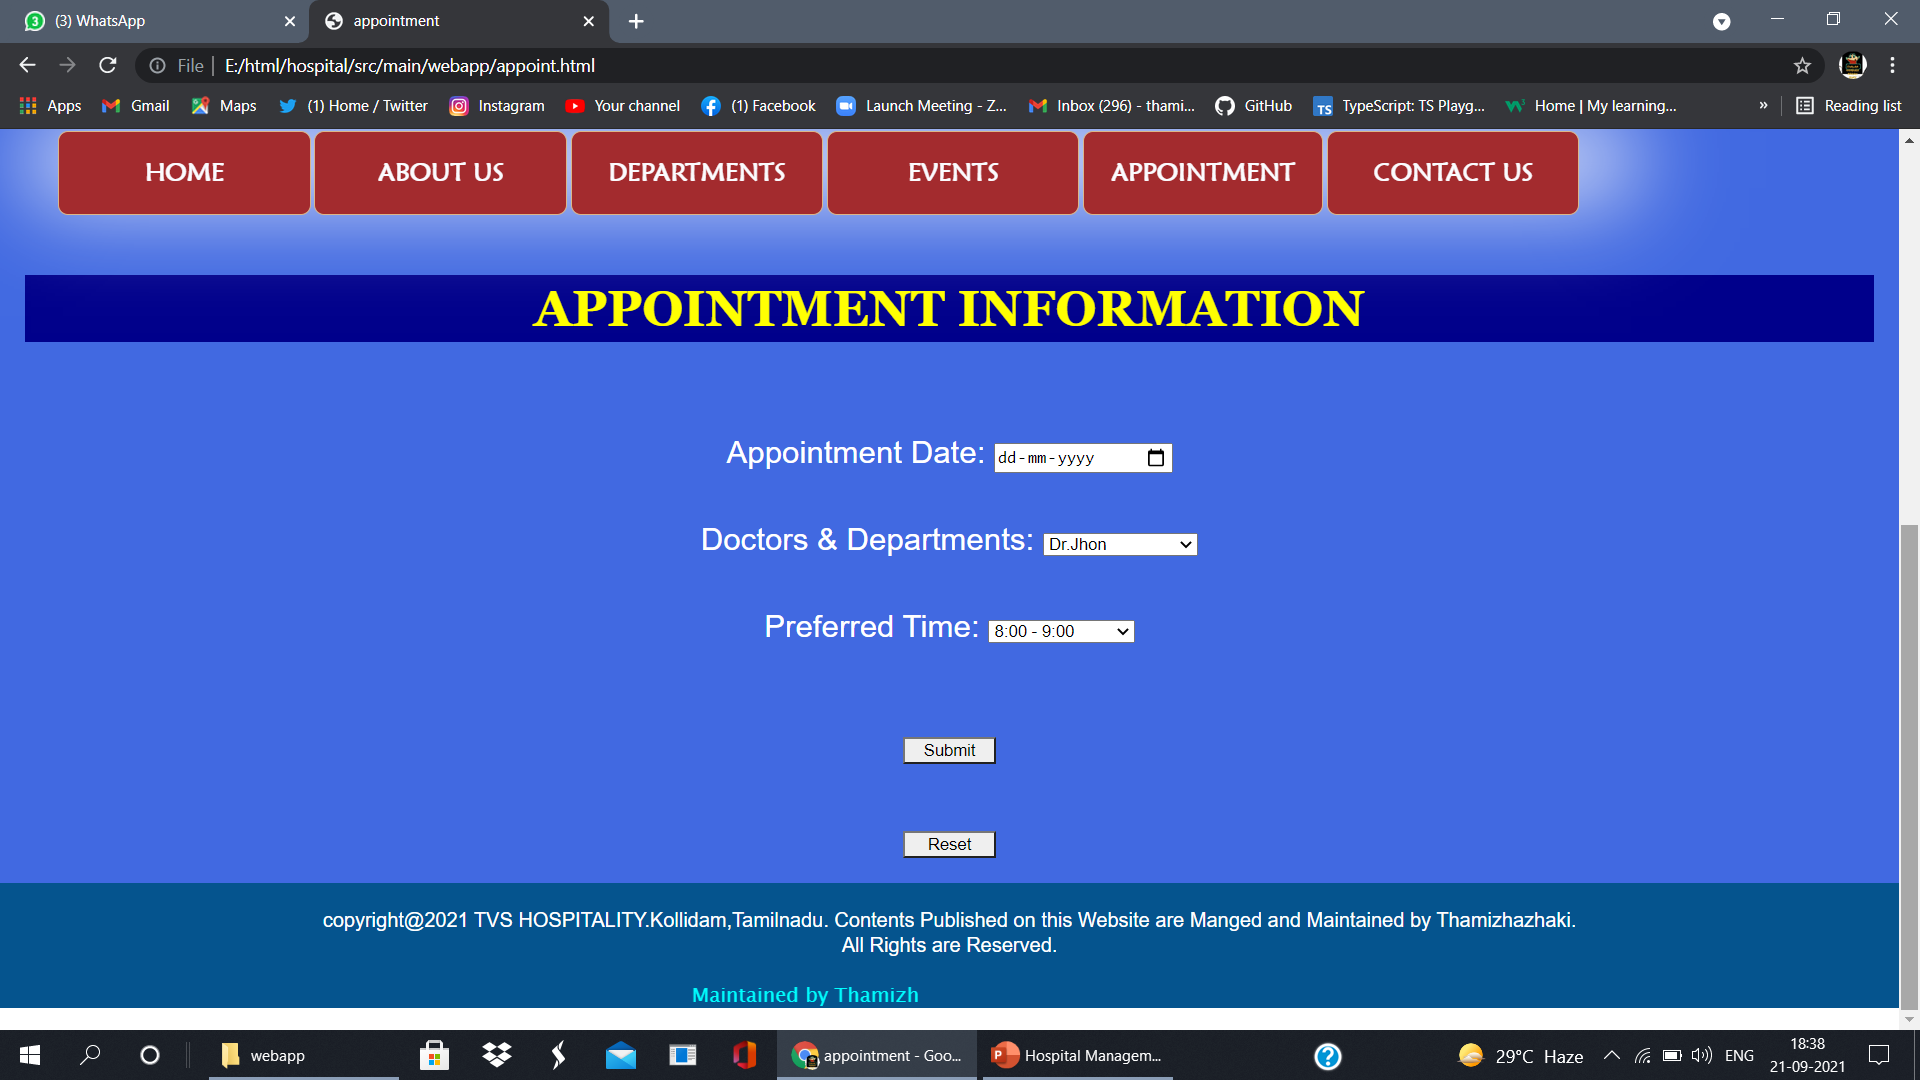 (3) WhatsApp
appointment
File | E:/html/hospital/src/main/webapp/appoint.html
Apps Gmail Maps (1) Home / Twitter Instagram Your channel (1) Facebook Launch Meeting - Z... Inbox (296) - thami... GitHub TypeScript: TS Playg... Home | My learning... » Reading list
HOME ABOUT US DEPARTMENTS EVENTS APPOINTMENT CONTACT US
APPOINTMENT INFORMATION
Appointment Date: dd-mm-yyyy
Doctors & Departments: Dr.Jhon
Preferred Time: 8:00 - 9:00
Submit
Reset
copyright@2021 TVS HOSPITALITY.Kollidam,Tamilnadu. Contents Published on this Website are Manged and Maintained by Thamizhazhaki.
All Rights are Reserved.
Maintained by Thamizh
webapp
appointment - Goo...
Hospital Managem...
29°C Haze
ENG
18:38
21-09-2021